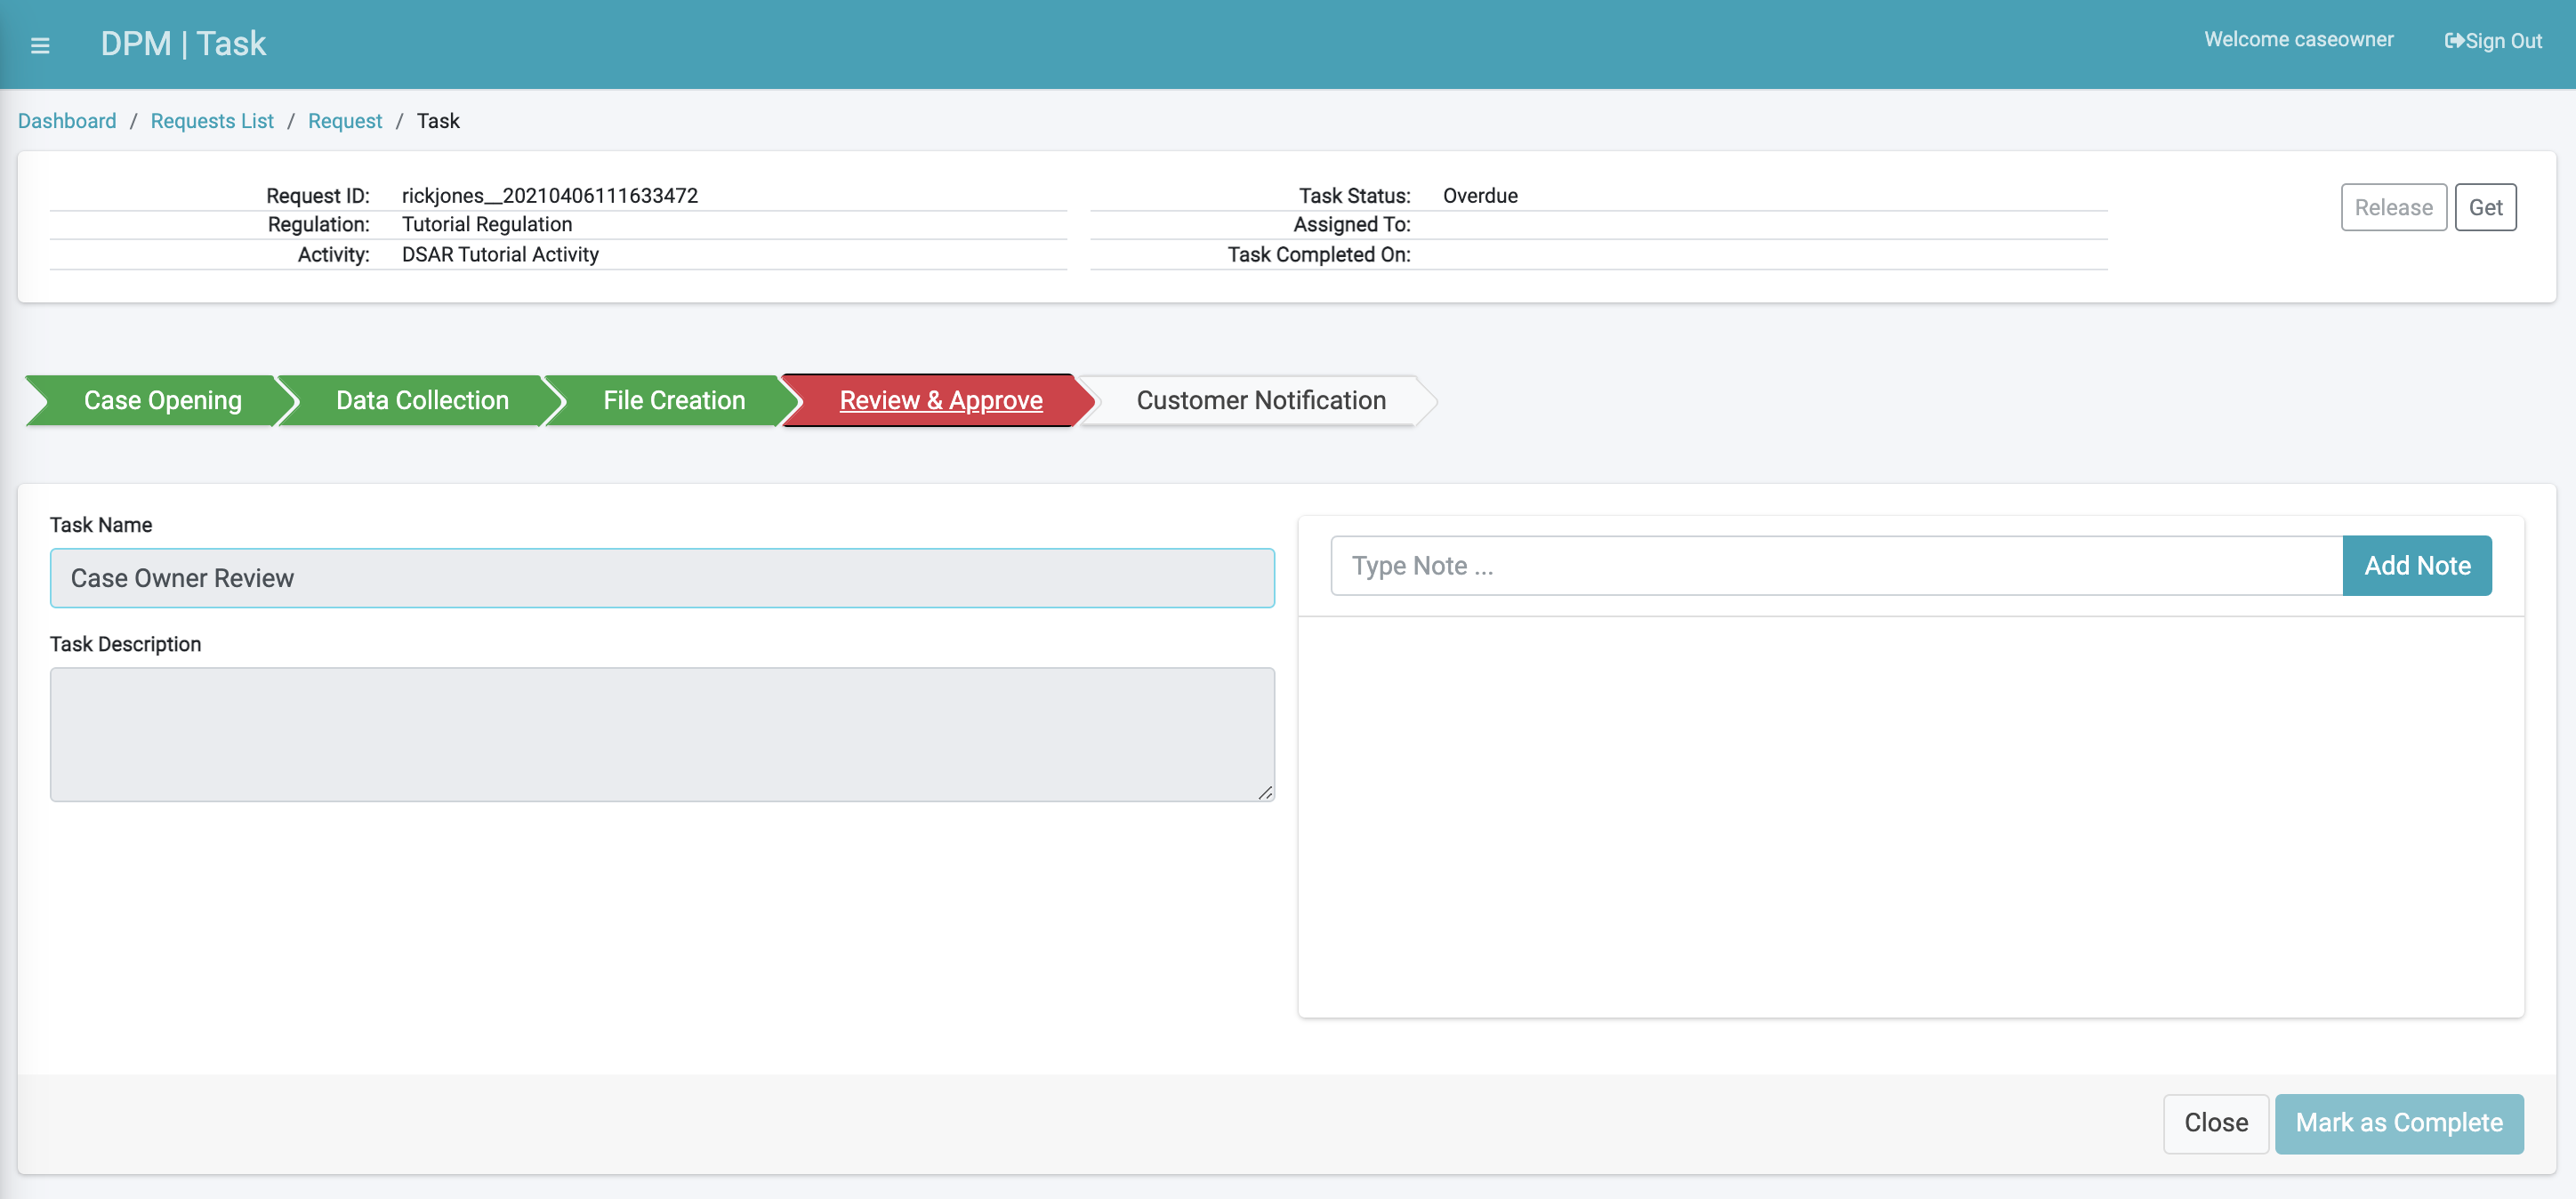 DPM | Task
Welcome caseowner
Sign Out
Dashboard / Requests List / Request / Task
Request ID: rickjones__20210406111633472
Regulation: Tutorial Regulation
Activity: DSAR Tutorial Activity
Task Status: Overdue
Assigned To:
Task Completed On:
Release
Get
Case Opening
Data Collection
File Creation
Review & Approve
Customer Notification
Task Name
Case Owner Review
Task Description
Type Note ...
Add Note
Close
Mark as Complete